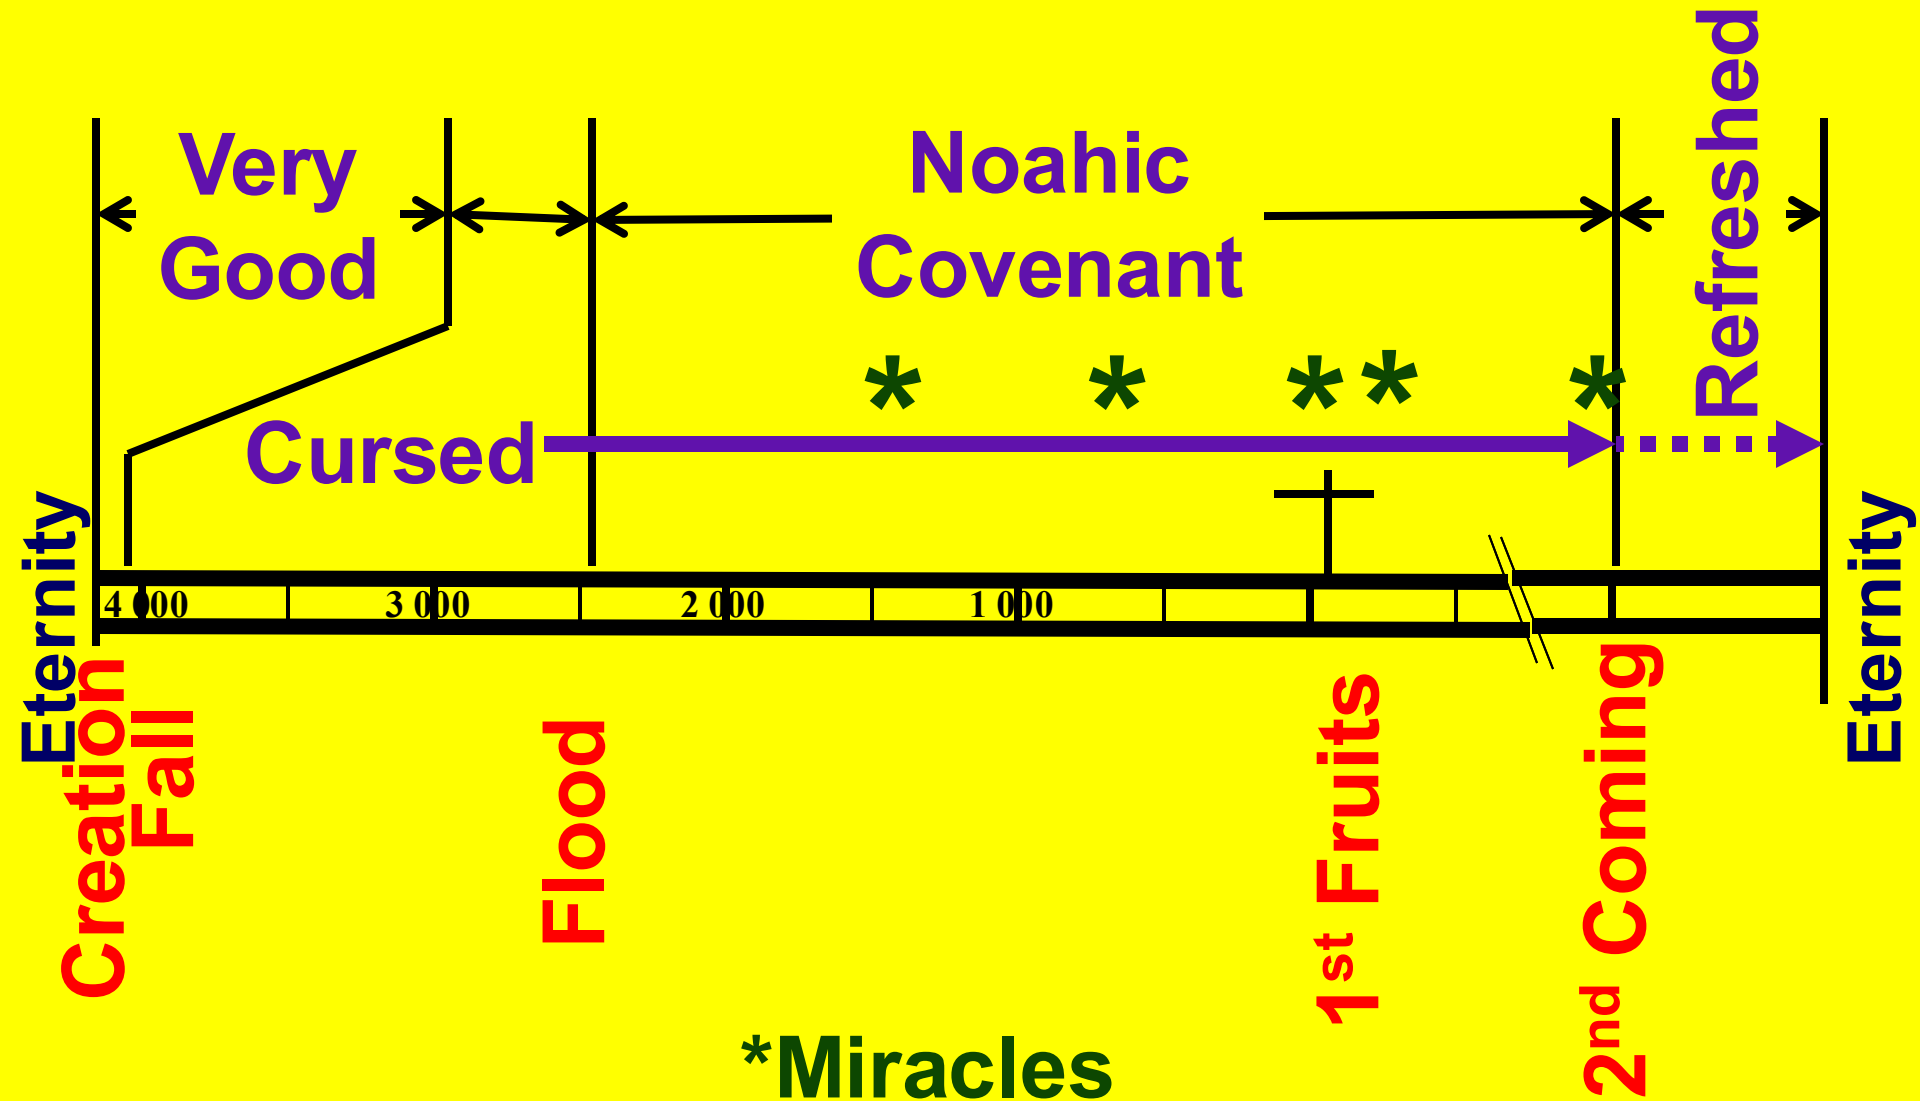 Very
Good
Noahic
Covenant
Refreshed
* * * * *
Cursed
Eternity
Eternity
4 000 3 000 2 000 1 000
Creation
Fall
Flood
1st Fruits
2nd Coming
*Miracles